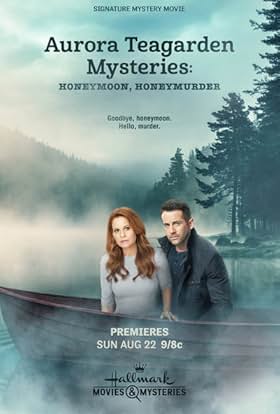 SIGNATURE MYSTERY MOVIE
Aurora Teagarden
Mysteries:
HONEYMOON, HONEYMURDER
Goodbye, honeymoon.
Hello, murder.
PREMIERES
SUN AUG 22 9/8c
Hallmark
MOVIES & MYSTERIES